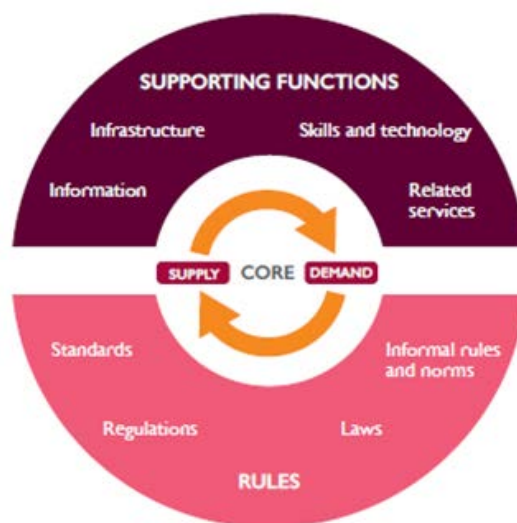 SUPPORTING FUNCTIONS
Infrastructure
Skills and technology
Information
Related
services
SUPPLY
CORE
DEMAND
Standards
Informal rules
and norms
Regulations
Laws
RULES